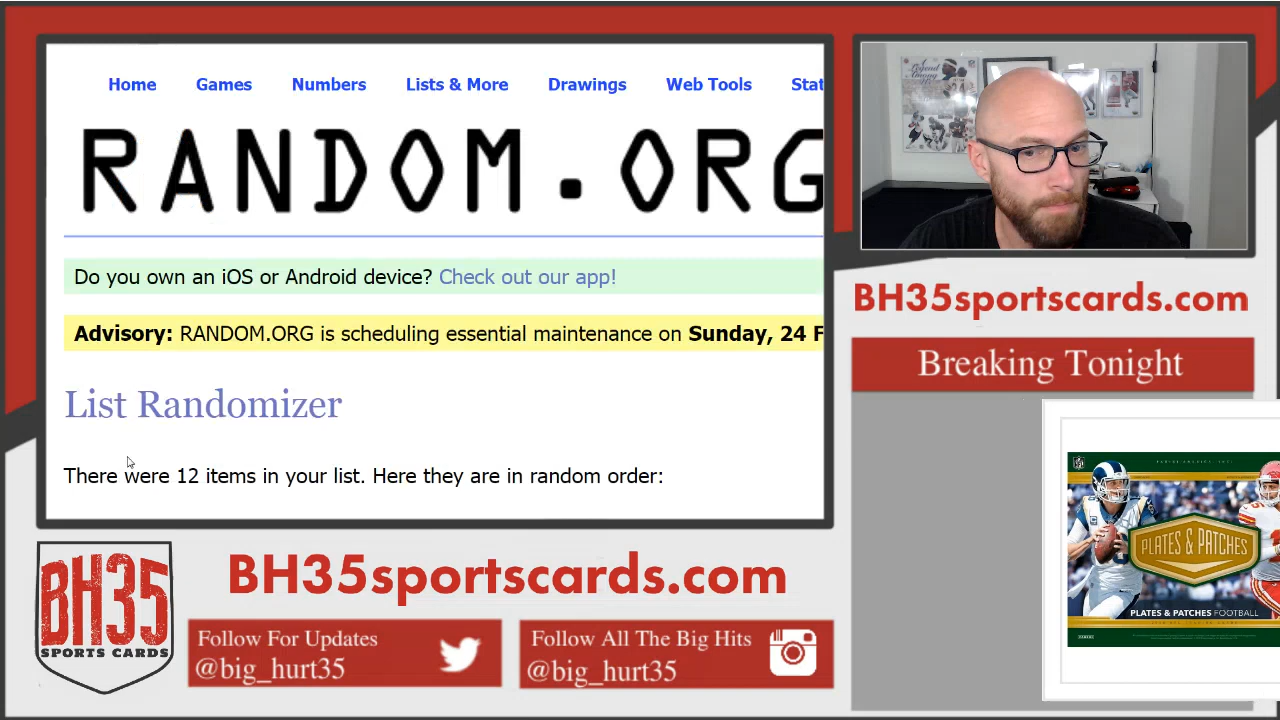 Home Games Numbers Lists & More Drawings Web Tools Stat
RANDOM.ORG
Do you own an iOS or Android device? Check out our app!
Advisory: RANDOM.ORG is scheduling essential maintenance on Sunday, 24 F
List Randomizer
There were 12 items in your list. Here they are in random order:
BH35sportscards.com
Breaking Tonight
PLATES & PATCHES
PLATES & PATCHES FOOTBALL
BH35
SPORTS CARDS
BH35sportscards.com
Follow For Updates
@big_hurt35
Follow All The Big Hits
@big_hurt35